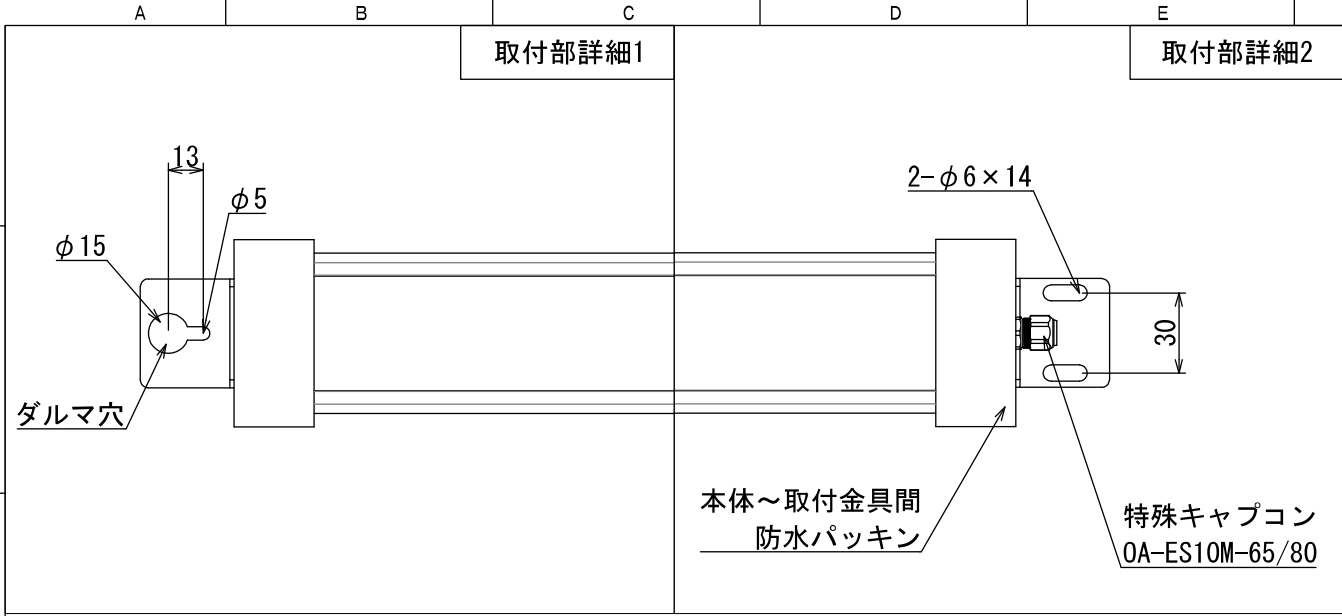 A B C D E
取付部詳細1
取付部詳細2
13
φ5
φ15
ダルマ穴
2-φ6×14
30
本体～取付金具間
防水パッキン
特殊キャプコン
OA-ES10M-65/80